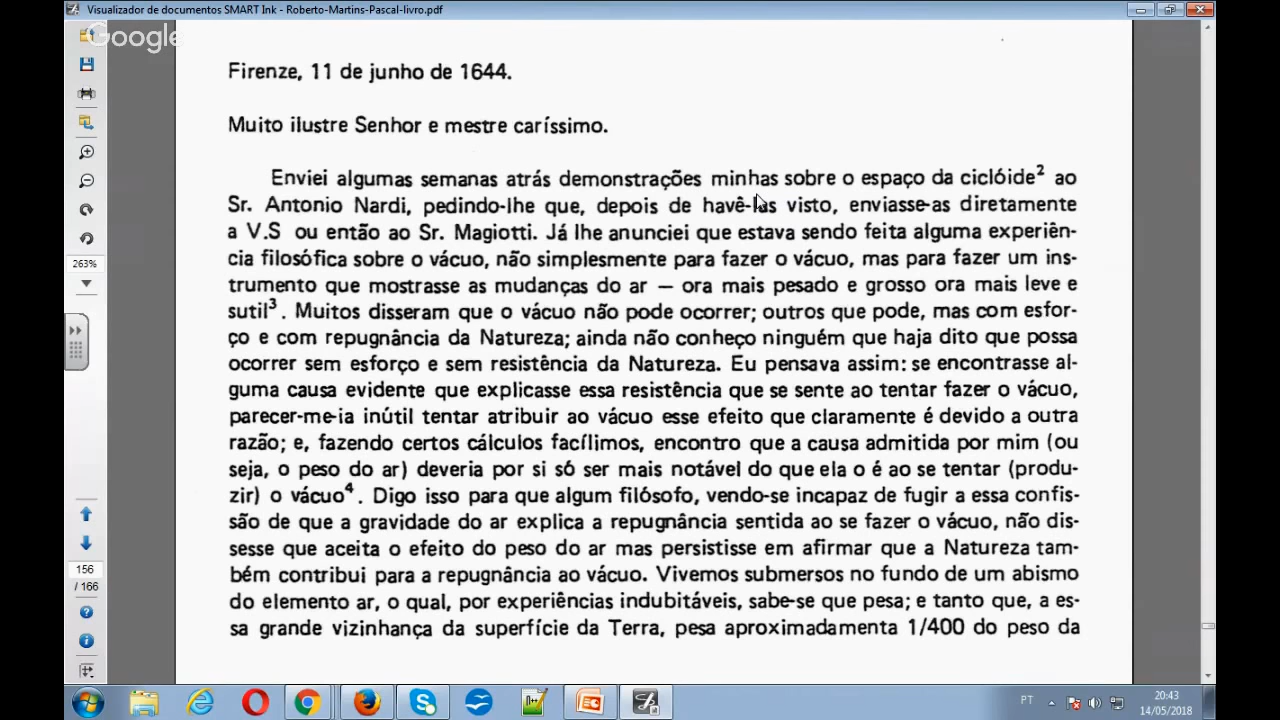 Visualizador de documentos SMART Ink - Roberto-Martins-Pascal-livro.pdf
Google
Firenze, 11 de junho de 1644.
Muito ilustre Senhor e mestre caríssimo.
Enviei algumas semanas atrás demonstrações minhas sobre o espaço da ciclóide² ao
Sr. Antonio Nardi, pedindo-lhe que, depois de havê-las visto, enviasse-as diretamente
a V.S ou então ao Sr. Magiotti. Já lhe anunciei que estava sendo feita alguma experiên-
cia filosófica sobre o vácuo, não simplesmente para fazer o vácuo, mas para fazer um ins-
trumento que mostrasse as mudanças do ar — ora mais pesado e grosso ora mais leve e
sutil³. Muitos disseram que o vácuo não pode ocorrer; outros que pode, mas com esfor-
ço e com repugnância da Natureza; ainda não conheço ninguém que haja dito que possa
ocorrer sem esforço e sem resistência da Natureza. Eu pensava assim: se encontrasse al-
guma causa evidente que explicasse essa resistência que se sente ao tentar fazer o vácuo,
parecer-me-ia inútil tentar atribuir ao vácuo esse efeito que claramente é devido a outra
razão; e, fazendo certos cálculos facílimos, encontro que a causa admitida por mim (ou
seja, o peso do ar) deveria por si só ser mais notável do que ela o é ao se tentar (produ-
zir) o vácuo⁴. Digo isso para que algum filósofo, vendo-se incapaz de fugir a essa confis-
são de que a gravidade do ar explica a repugnância sentida ao se fazer o vácuo, não dis-
sesse que aceita o efeito do peso do ar mas persistisse em afirmar que a Natureza tam-
bém contribui para a repugnância ao vácuo. Vivemos submersos no fundo de um abismo
do elemento ar, o qual, por experiências indubitáveis, sabe-se que pesa; e tanto que, a es-
sa grande vizinhança da superfície da Terra, pesa aproximadamente 1/400 do peso da
263%
156
/ 166
PT
20:43
14/05/2018